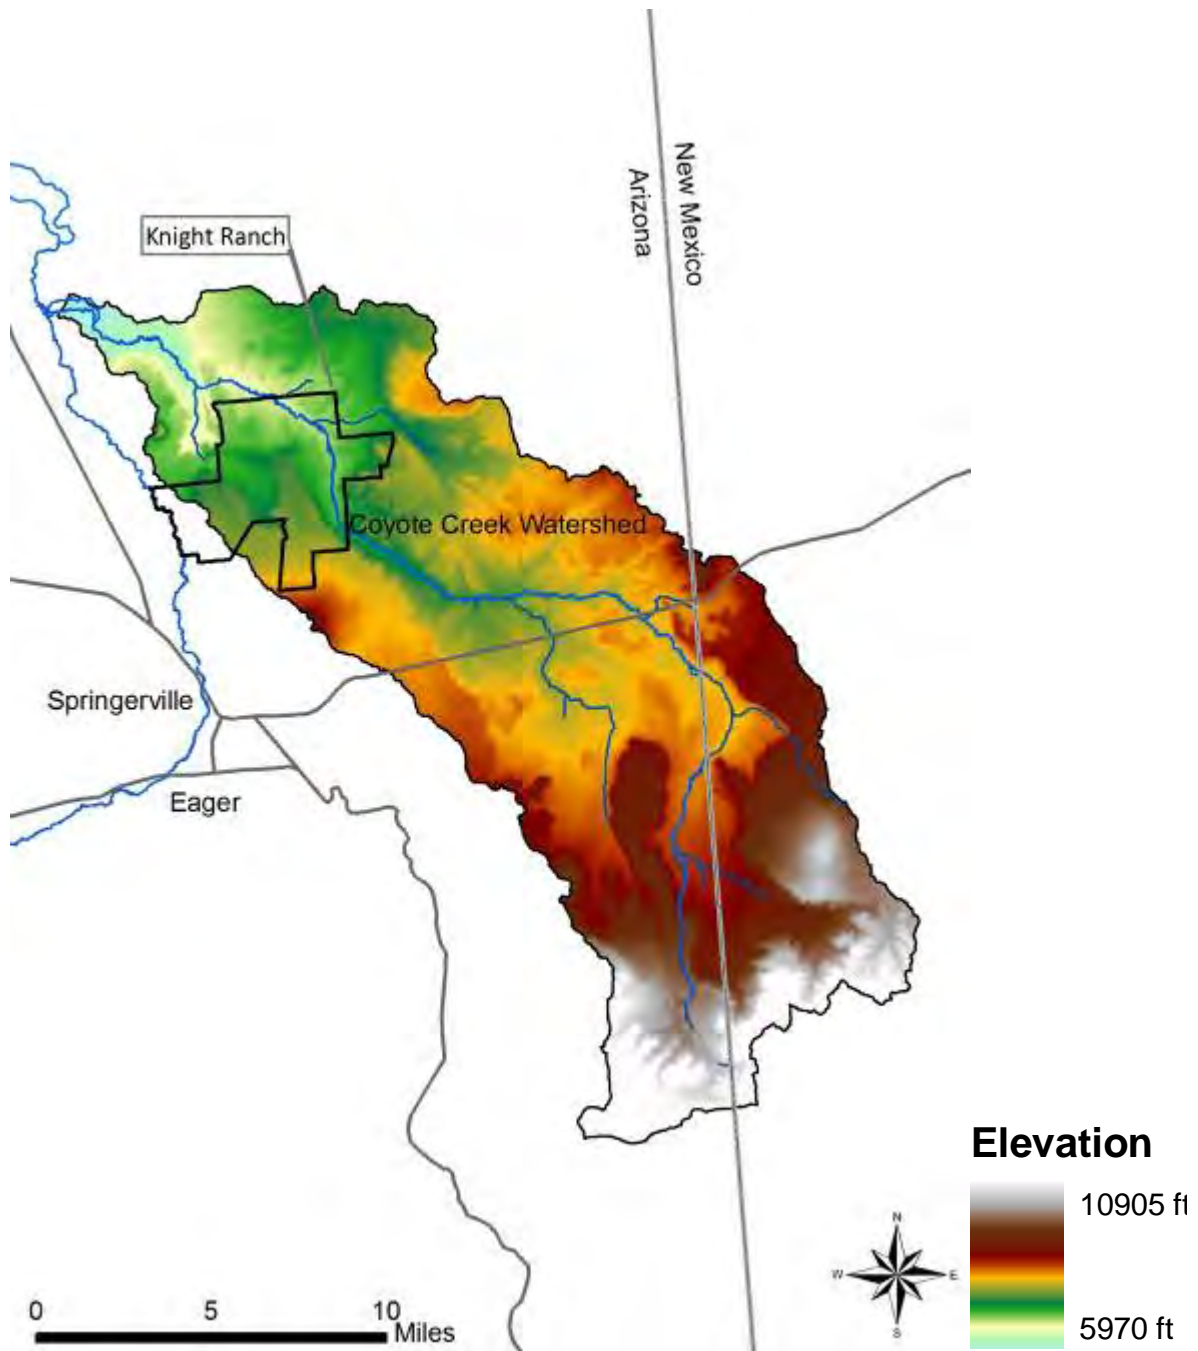 New Mexico
Arizona
Knight Ranch
Coyote Creek Watershed
Springerville
Eager
Elevation
10905 ft
5970 ft
N
W E
S
0 5 10
Miles